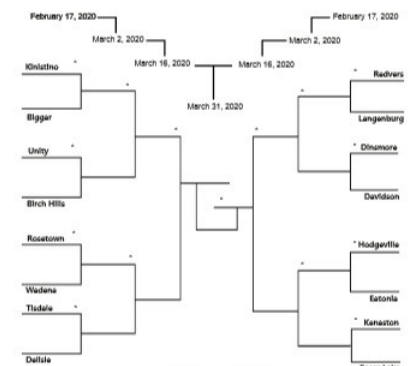 February 17, 2020
February 17, 2020
March 2, 2020
March 2, 2020
March 16, 2020
March 16, 2020
March 31, 2020
Kinistino
Biggar
Unity
Birch Hills
Rosetown
Wadena
Tisdale
Delisle
Redvers
Langenburg
Dinsmore
Davidson
Hodgeville
Eatonia
Kenaston